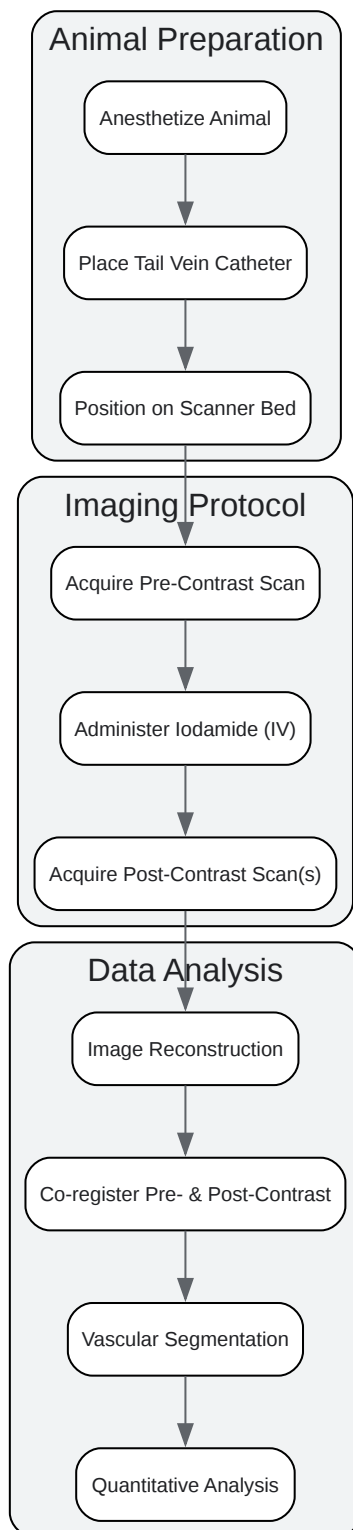 Animal Preparation
Anesthetize Animal
Place Tail Vein Catheter
Position on Scanner Bed
Imaging Protocol
Acquire Pre-Contrast Scan
Administer Iodamide (IV)
Acquire Post-Contrast Scan(s)
Data Analysis
Image Reconstruction
Co-register Pre- & Post-Contrast
Vascular Segmentation
Quantitative Analysis